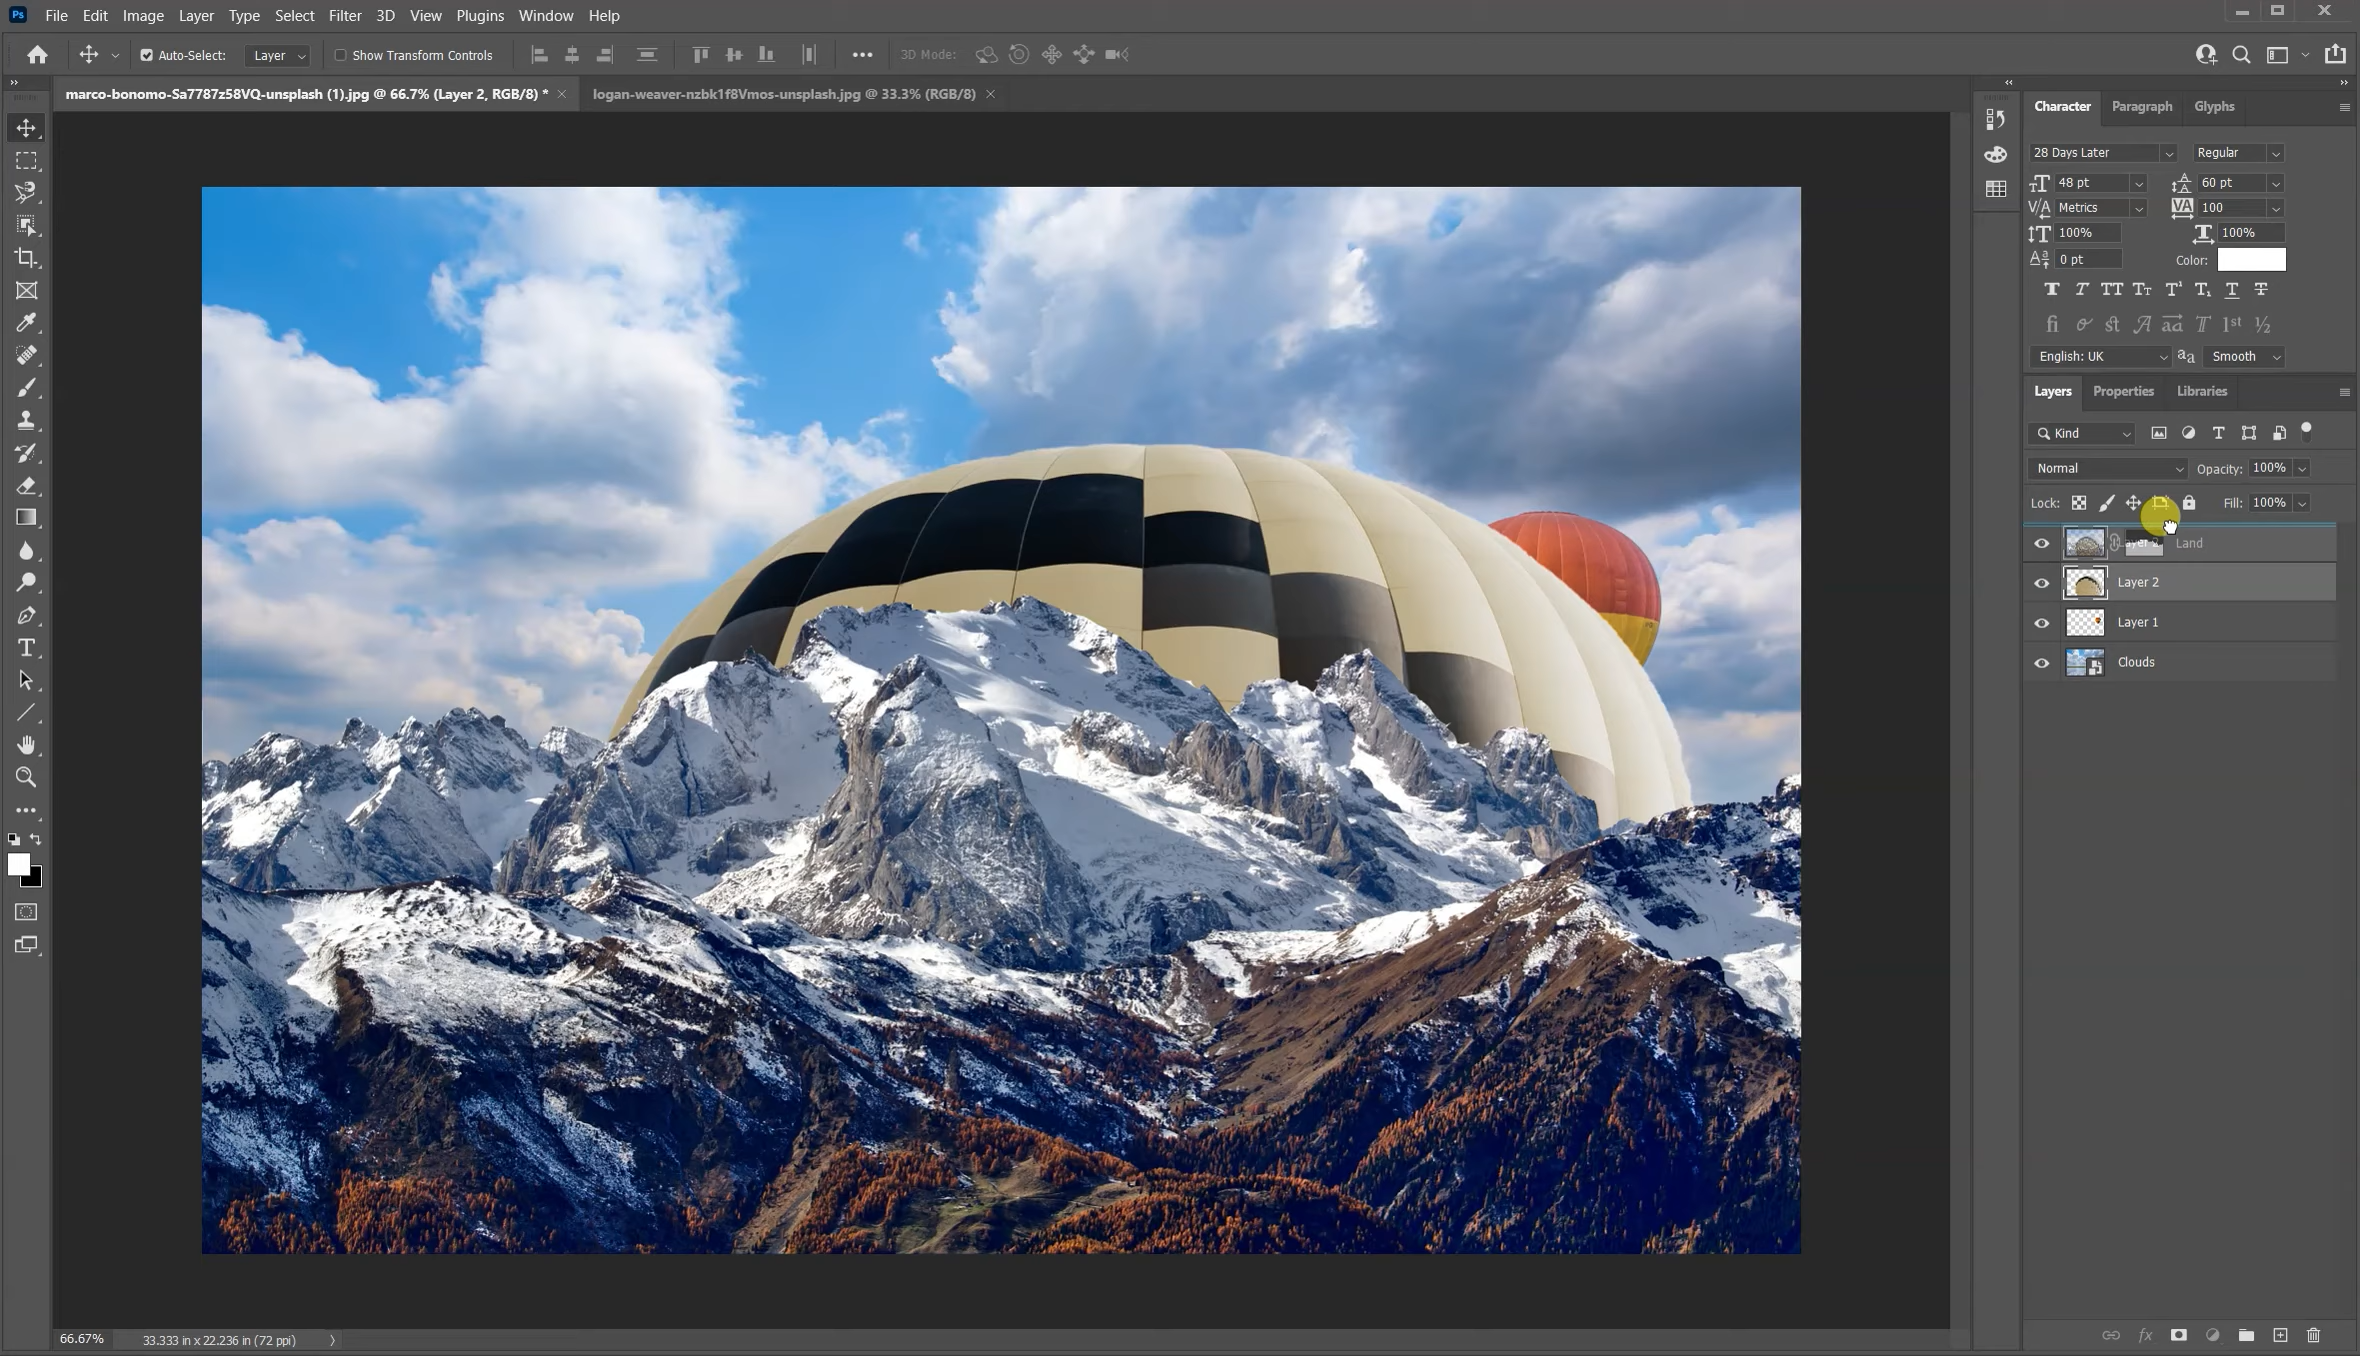 Ps File Edit Image Layer Type Select Filter 3D View Plugins Window Help
Auto-Select: Layer Show Transform Controls 3D Mode:
marco-bonomo-Sa7787z58VQ-unsplash (1).jpg @ 66.7% (Layer 2, RGB/8) * logan-weaver-nzbk1f8Vmos-unsplash.jpg @ 33.3% (RGB/8)
Character Paragraph Glyphs
28 Days Later Regular
48 pt 60 pt
Metrics 100
100% 100%
0 pt Color:
English: UK Smooth
Layers Properties Libraries
Kind
Normal Opacity: 100%
Lock: Fill: 100%
Land
Layer 2
Layer 1
Clouds
66.67% 33.333 in x 22.236 in (72 ppi)